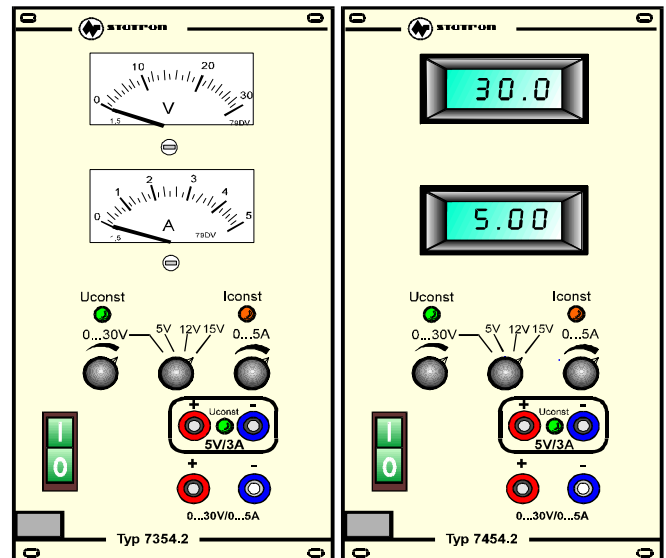 statron
10 20
0 30
V
1,5 79DV
2 3
1 4
0 5
A
1,5 79DV
Uconst Iconst
0...30V 5V 12V 15V 0...5A
+ -
Uconst
5V/3A
I
0
+ -
0...30V/0...5A
Typ 7354.2
statron
30.0
5.00
Uconst Iconst
0...30V 5V 12V 15V 0...5A
+ -
Uconst
5V/3A
I
0
+ -
0...30V/0...5A
Typ 7454.2